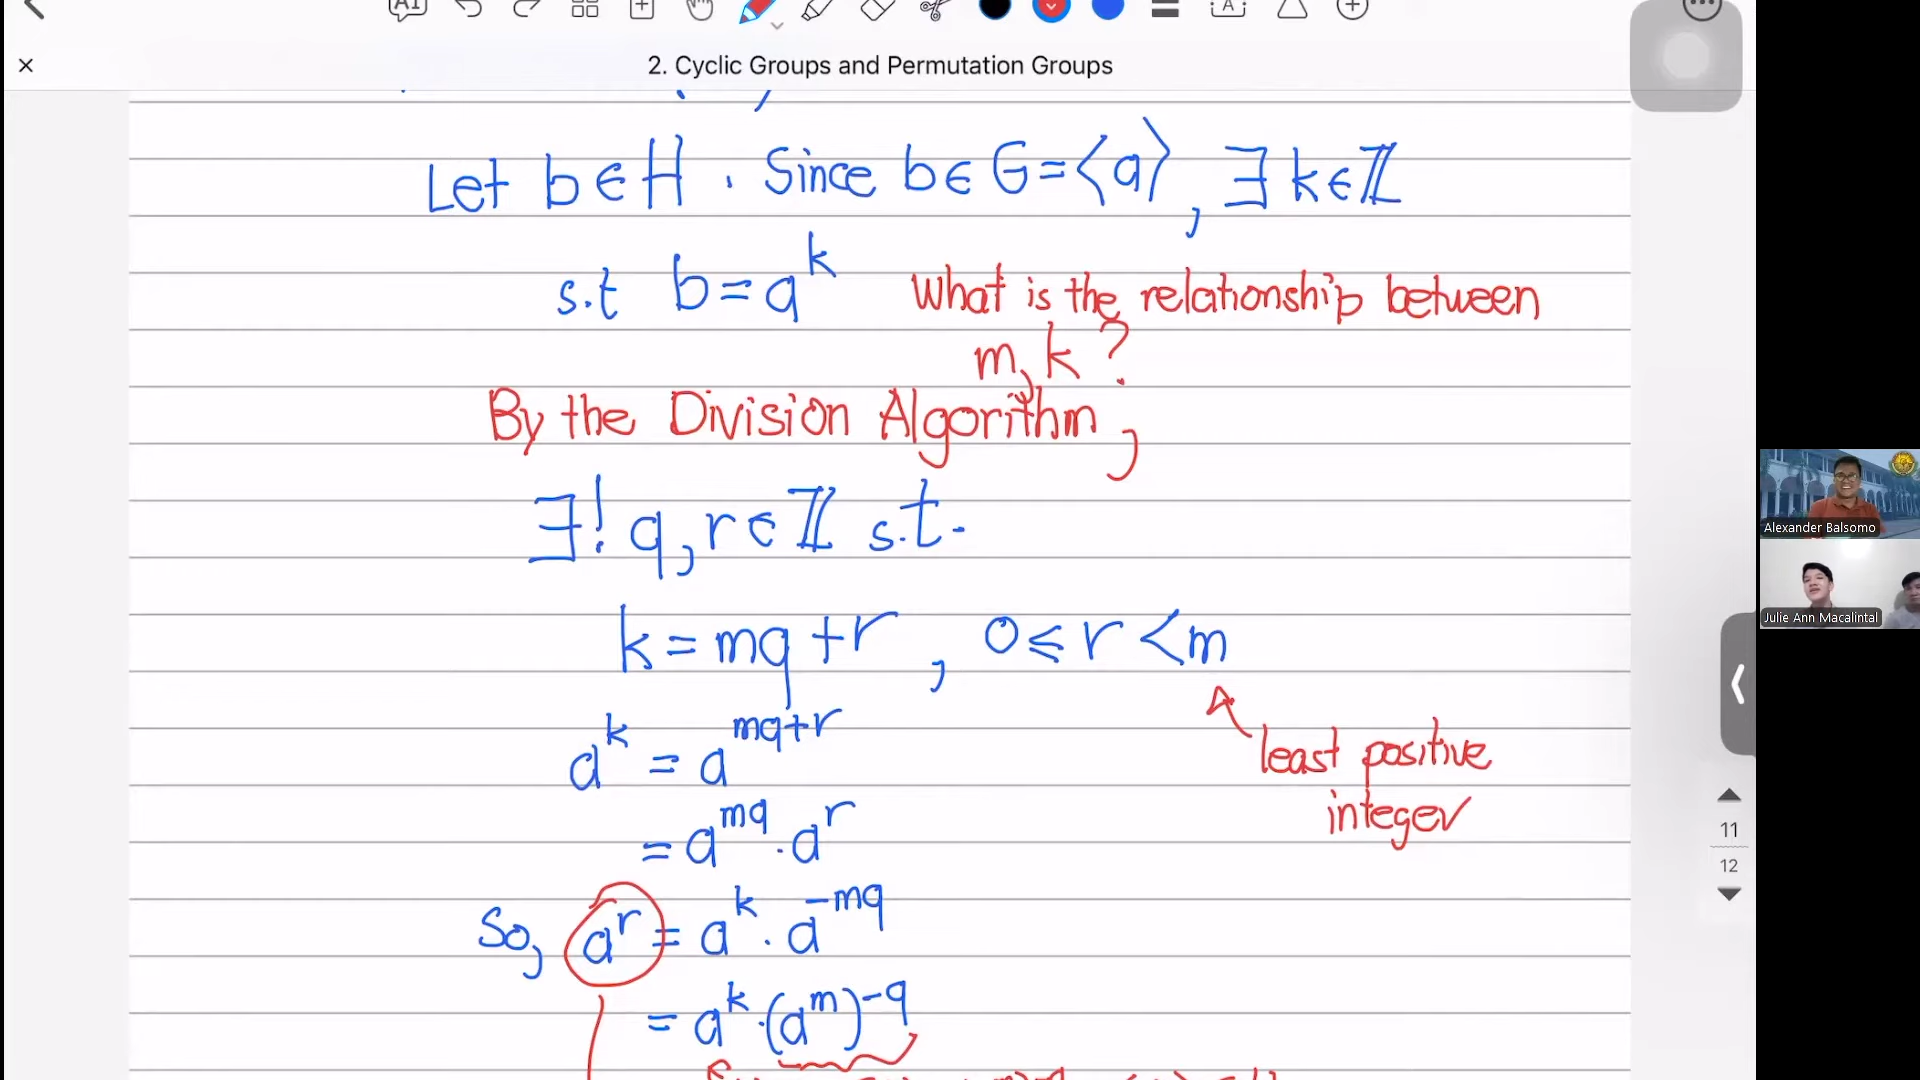 2. Cyclic Groups and Permutation Groups
Let b∈H. Since b∈G=⟨a⟩, ∃ k∈ℤ
s.t b=a^k What is the relationship between
m, k ?
By the Division Algorithm,
∃! q, r∈ℤ s.t.
k = mq + r , 0 ≤ r < m
a^k = a^{mq+r}
least positive
integer
= a^{mq} · a^r
So, a^r = a^k · a^{-mq}
= a^k · (a^m)^{-q}
11
12
Alexander Balsomo
Julie Ann Macalintal